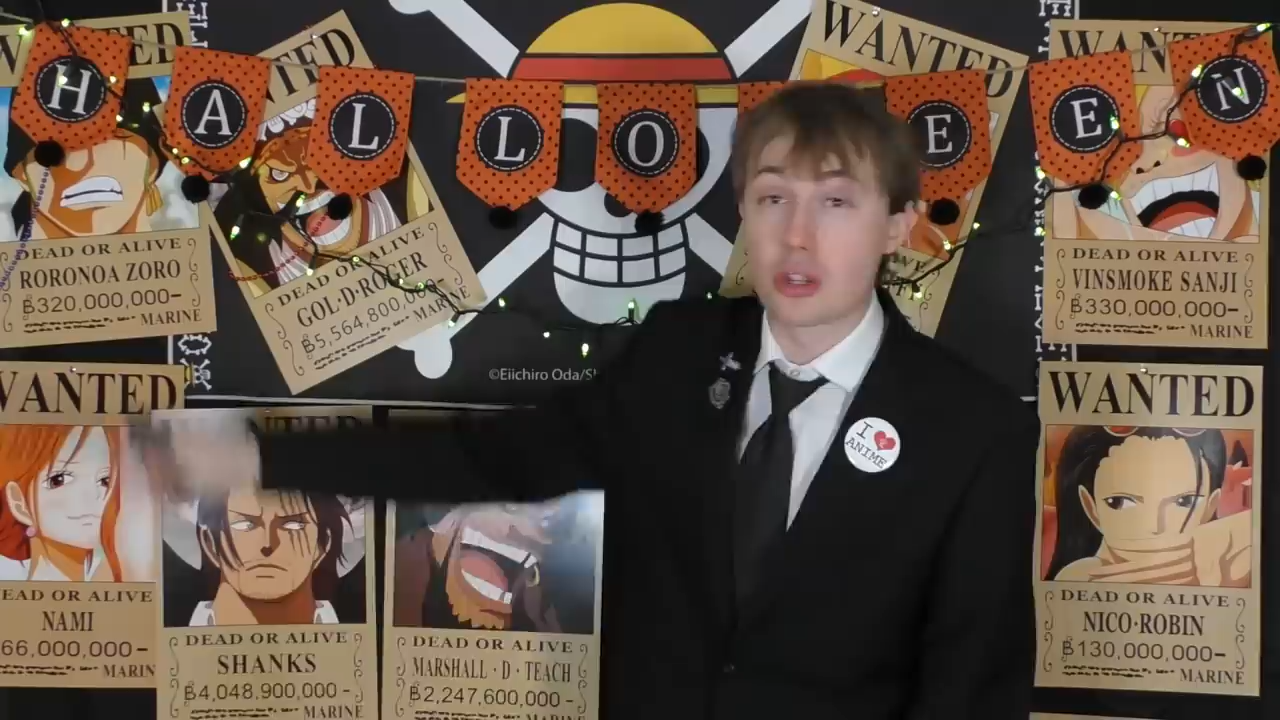 H A L L O E E N
WANTED
WANTED
DEAD OR ALIVE
RORONOA ZORO
฿320,000,000-
MARINE
DEAD OR ALIVE
GOL·D·ROGER
฿5,564,800,000
MARINE
©Eiichiro Oda/S
DEAD OR ALIVE
VINSMOKE SANJI
฿330,000,000-
MARINE
I
ANIME
WANTED
EAD OR ALIVE
NAMI
66,000,000-
MARIN
DEAD OR ALIVE
SHANKS
฿4,048,900,000-
MARINE
DEAD OR ALIVE
MARSHALL·D·TEACH
฿2,247,600,000-
MARINE
WANTED
DEAD OR ALIVE
NICO·ROBIN
฿130,000,000-
MARINE